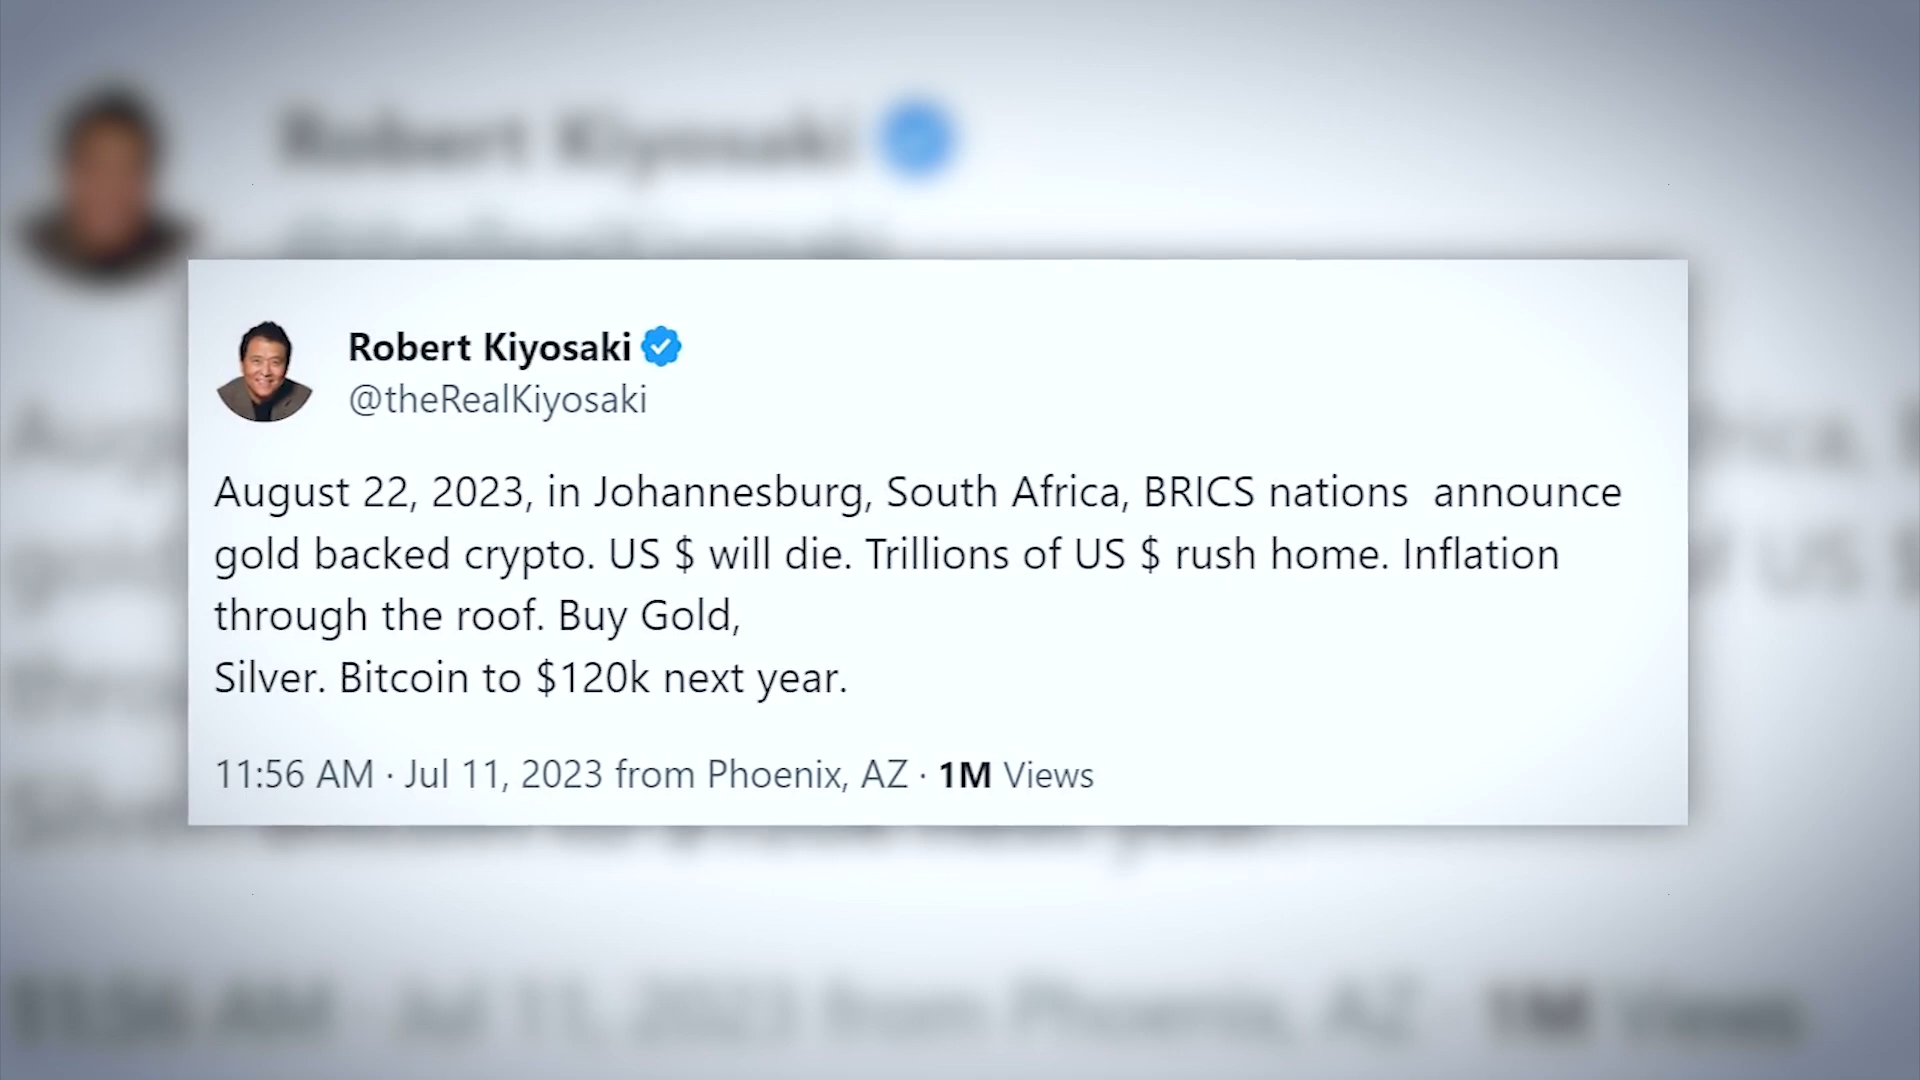 Robert Kiyosaki
@theRealKiyosaki
August 22, 2023, in Johannesburg, South Africa, BRICS nations  announce
gold backed crypto. US $ will die. Trillions of US $ rush home. Inflation
through the roof. Buy Gold,
Silver. Bitcoin to $120k next year.
11:56 AM · Jul 11, 2023 from Phoenix, AZ · 1M Views